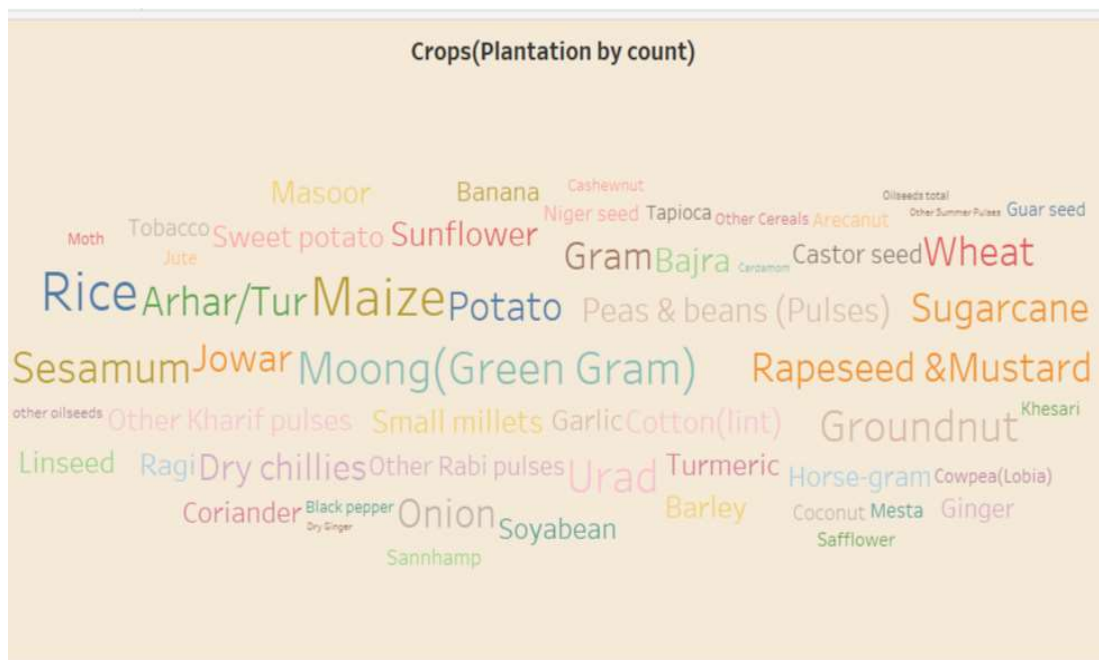 Crops(Plantation by count)
Masoor Banana Cashewnut Oilseeds total
Niger seed Tapioca Other Cereals Arecanut Other Summer Pulses Guar seed
Moth Tobacco Sweet potato Sunflower
Jute Gram Bajra Cardamom Castor seed Wheat
Rice Arhar/Tur Maize Potato Peas & beans (Pulses) Sugarcane
Sesamum Jowar Moong(Green Gram) Rapeseed &Mustard
other oilseeds Other Kharif pulses Small millets Garlic Cotton(lint) Groundnut Khesari
Linseed Ragi Dry chillies Other Rabi pulses Urad Turmeric Horse-gram Cowpea(Lobia)
Coriander Black pepper Onion Soyabean Barley Coconut Mesta Ginger
Dry Ginger Safflower
Sannhamp